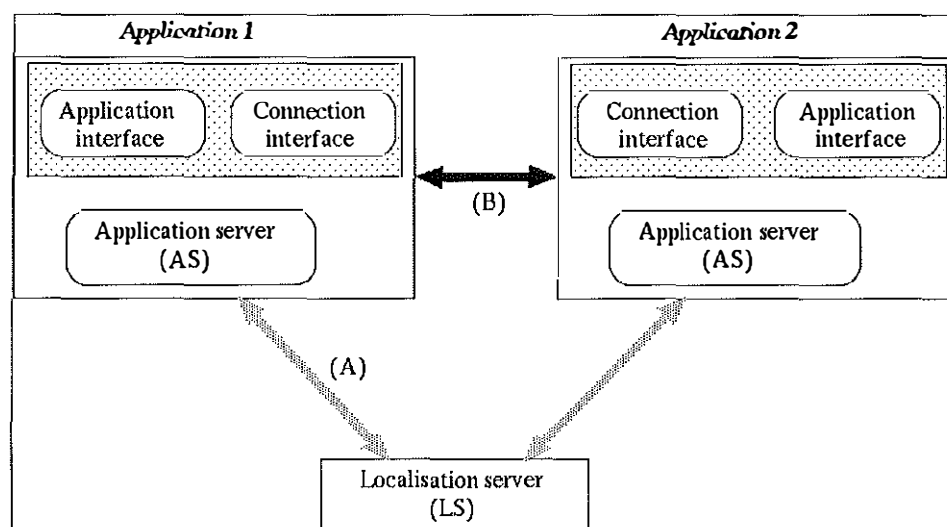 Application 1
Application 2
Application
interface
Connection
interface
Connection
interface
Application
interface
(B)
Application server
(AS)
Application server
(AS)
(A)
Localisation server
(LS)